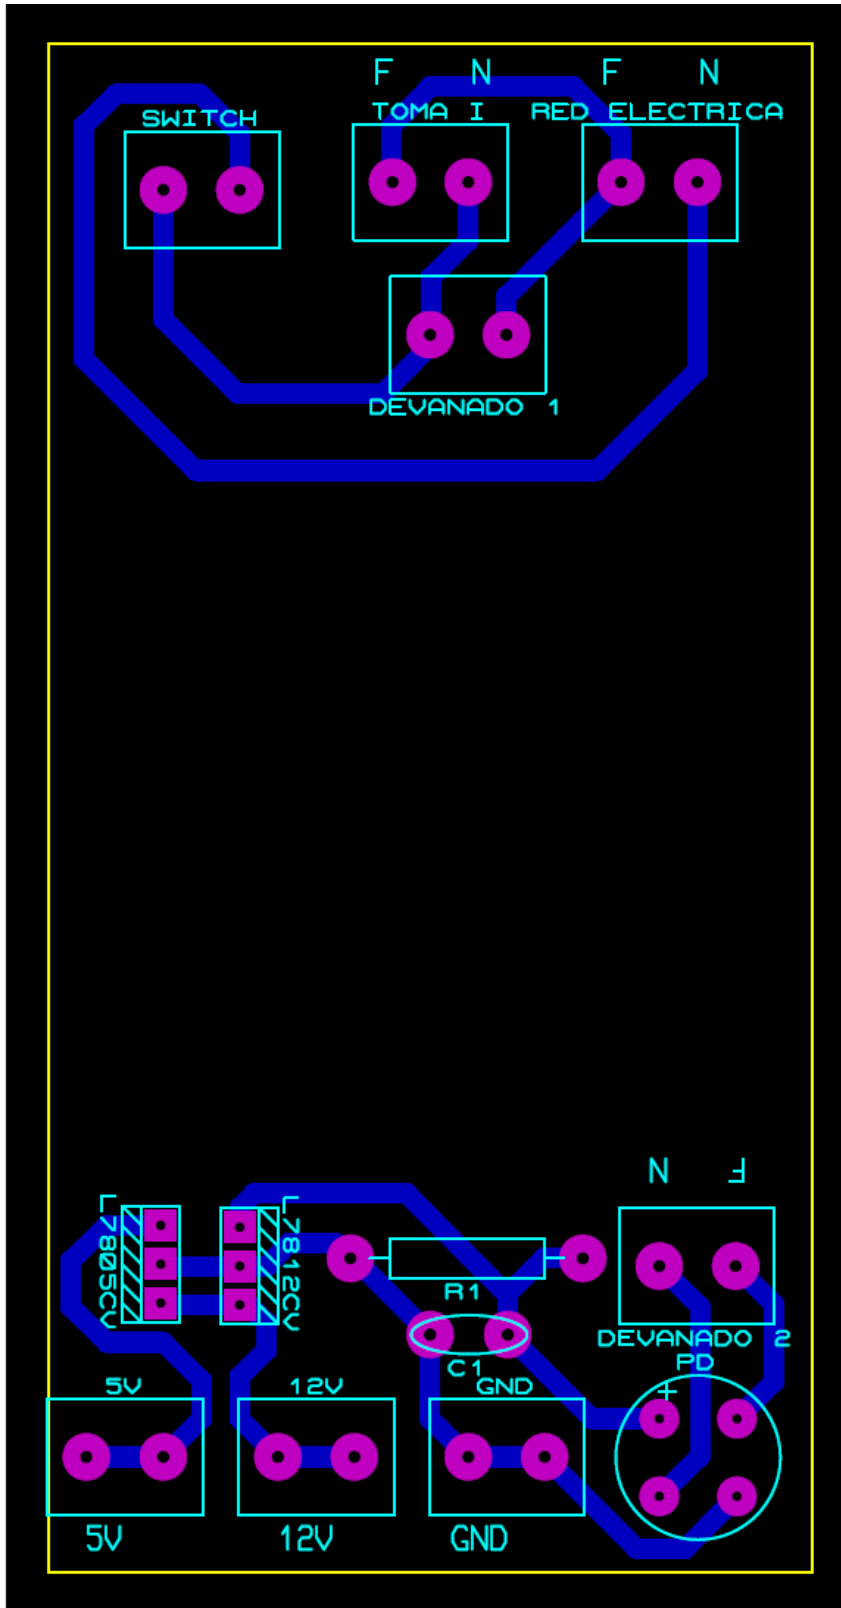 F N F N
SWITCH TOMA I RED ELECTRICA
DEVANADO 1
N F
L7805CV
L7812CV
R1
DEVANADO 2
C1
PD
5V 12V GND
+
5V 12V GND